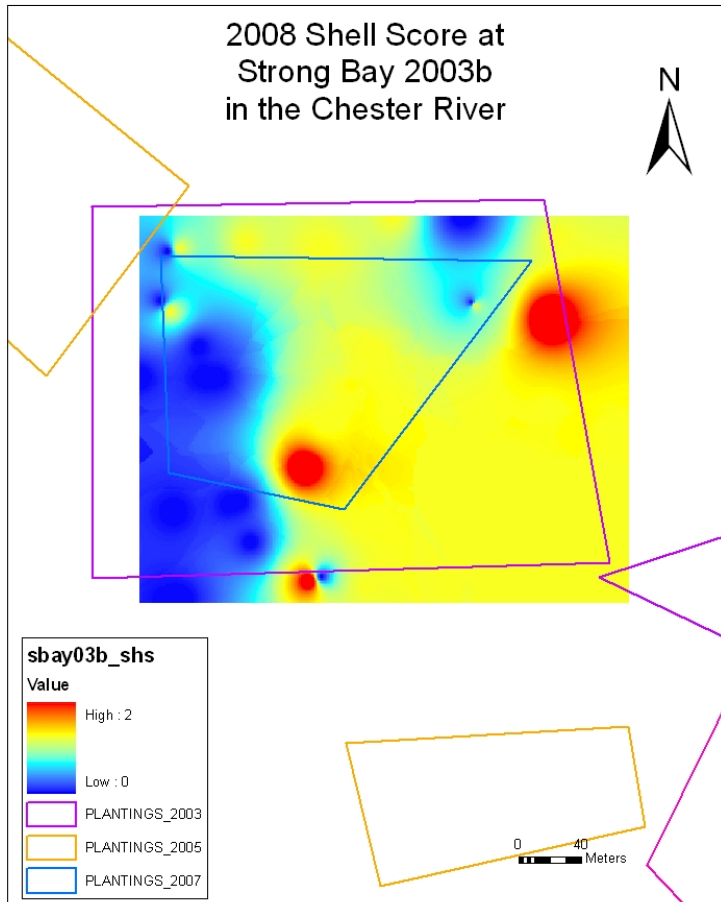 2008 Shell Score at
Strong Bay 2003b
in the Chester River
N
sbay03b_shs
Value
High : 2
Low : 0
PLANTINGS_2003
PLANTINGS_2005
PLANTINGS_2007
0 40
Meters